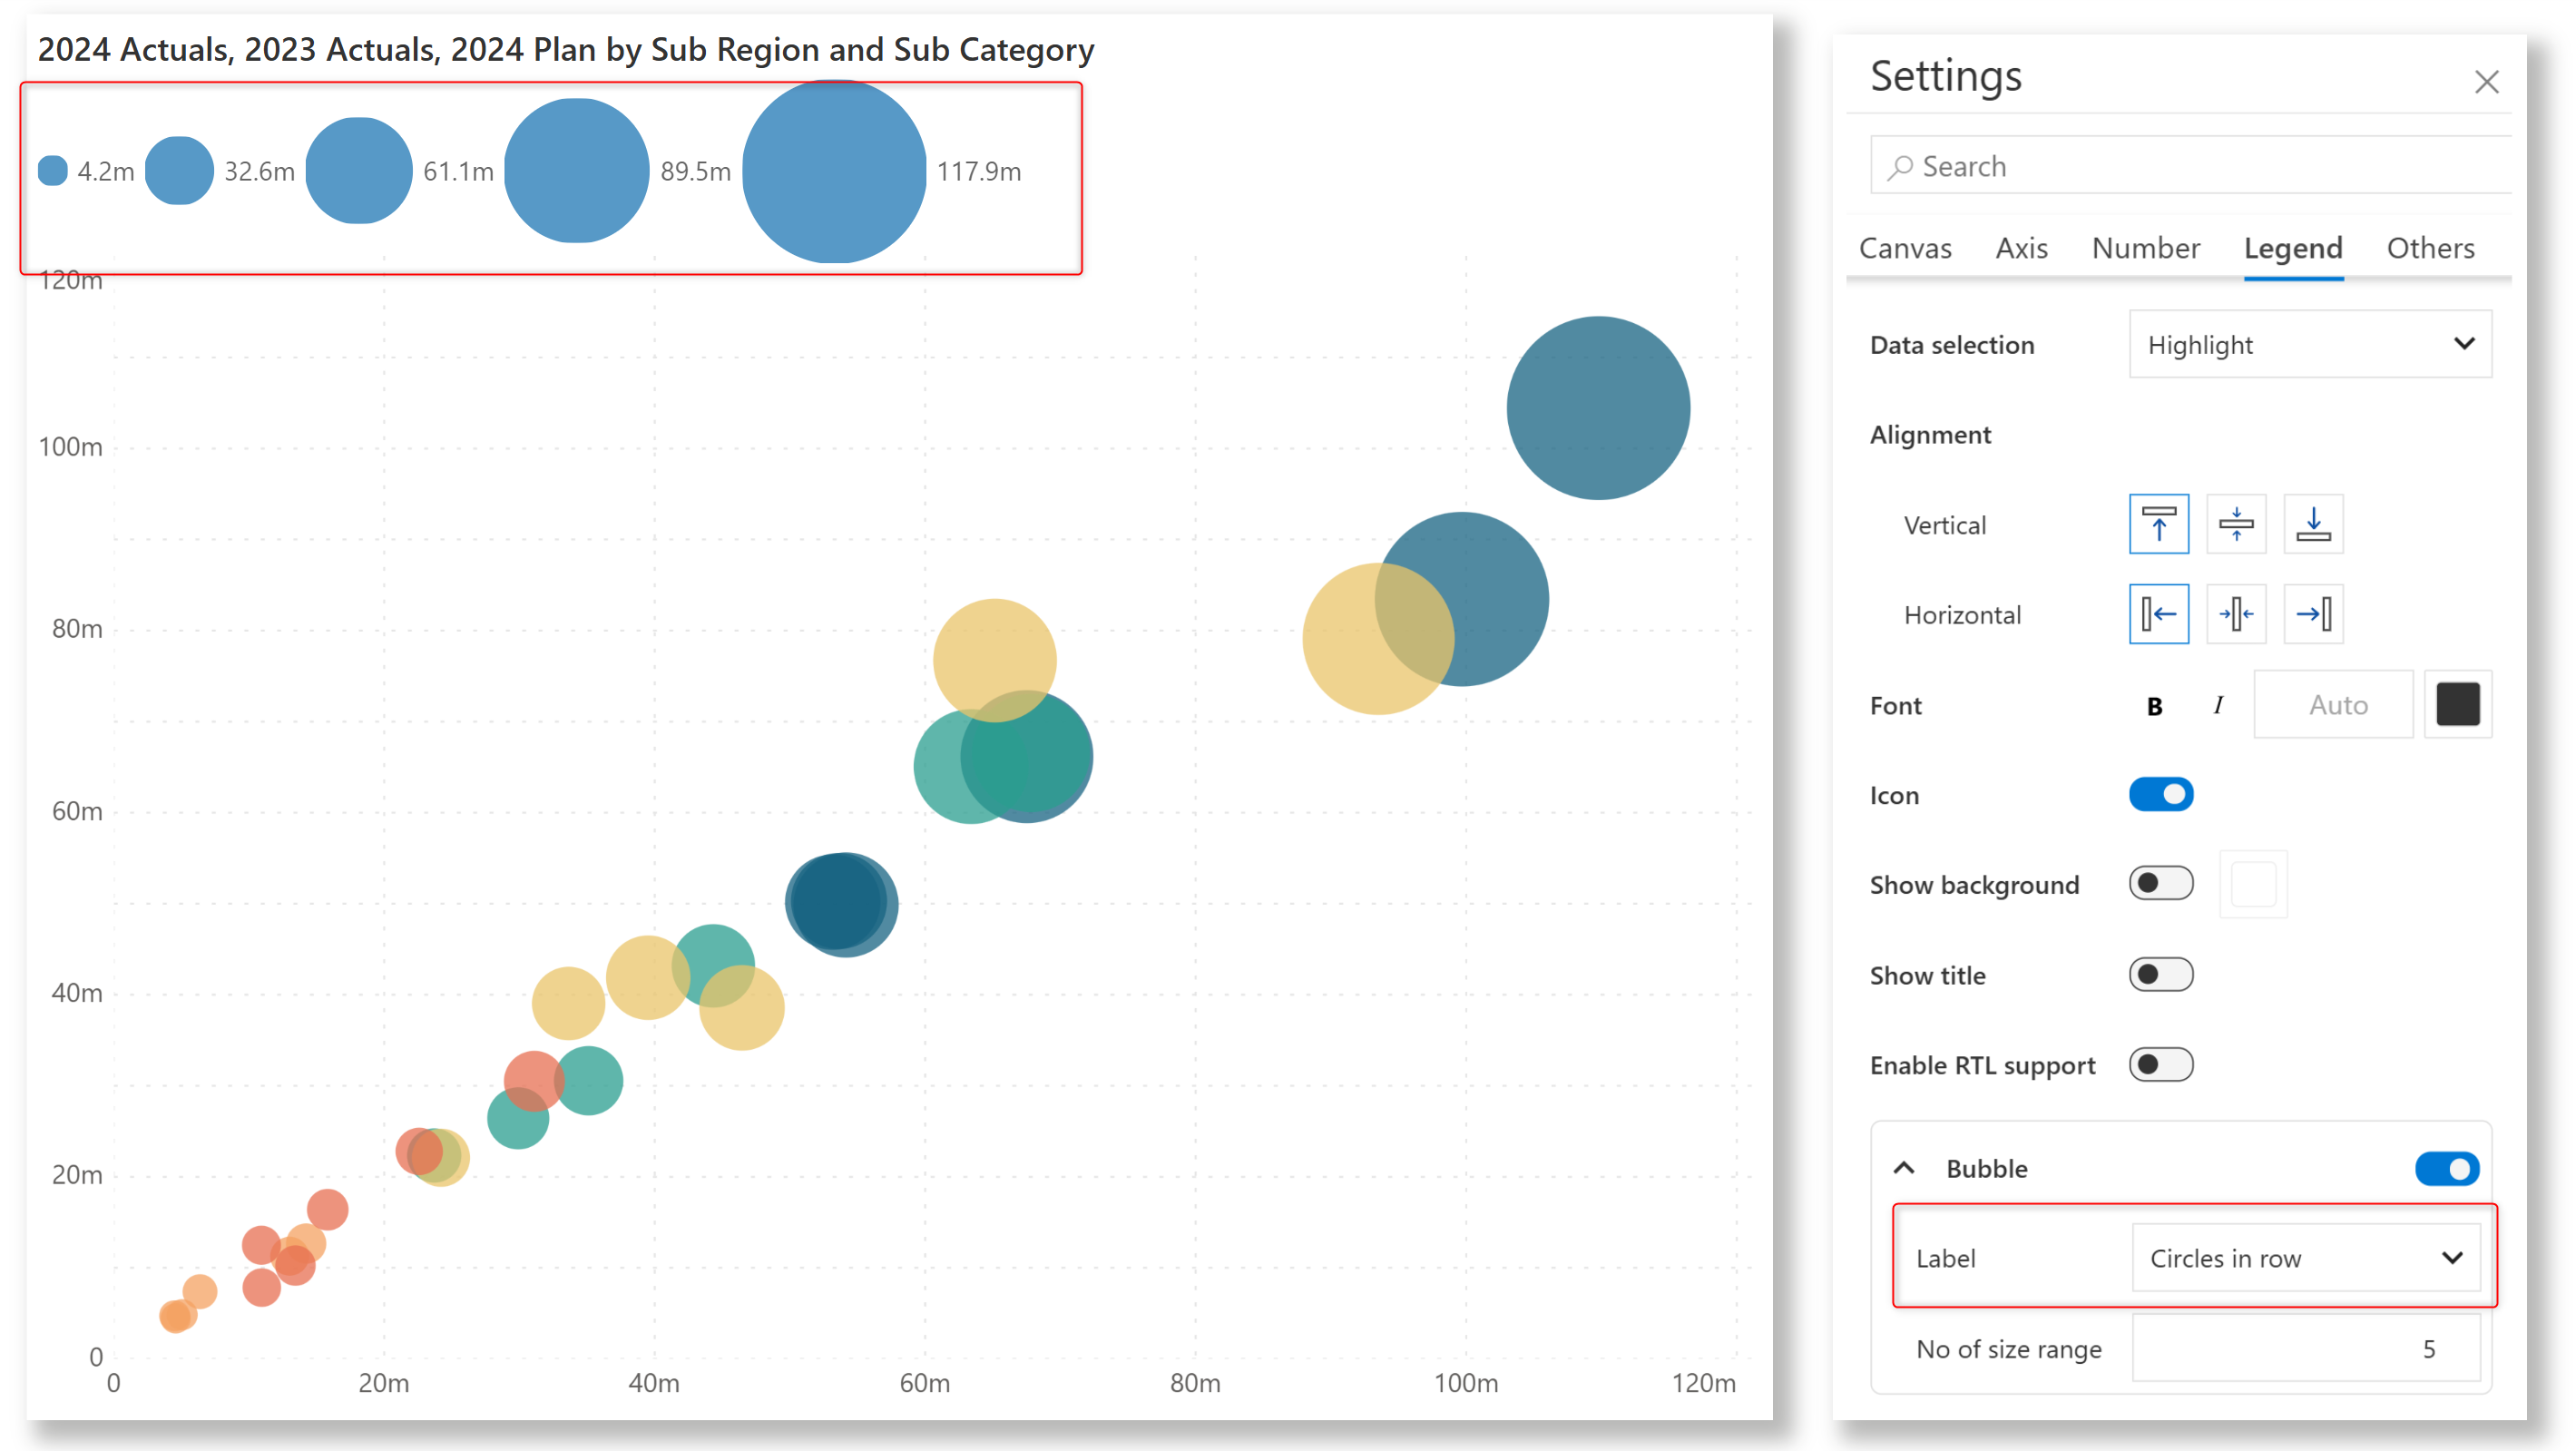 2024 Actuals, 2023 Actuals, 2024 Plan by Sub Region and Sub Category
4.2m 32.6m 61.1m 89.5m 117.9m
120m
100m
80m
60m
40m
20m
0
0 20m 40m 60m 80m 100m 120m
Settings
Search
Canvas Axis Number Legend Others
Data selection Highlight
Alignment
Vertical
Horizontal
Font B I Auto
Icon
Show background
Show title
Enable RTL support
Bubble
Label Circles in row
No of size range 5